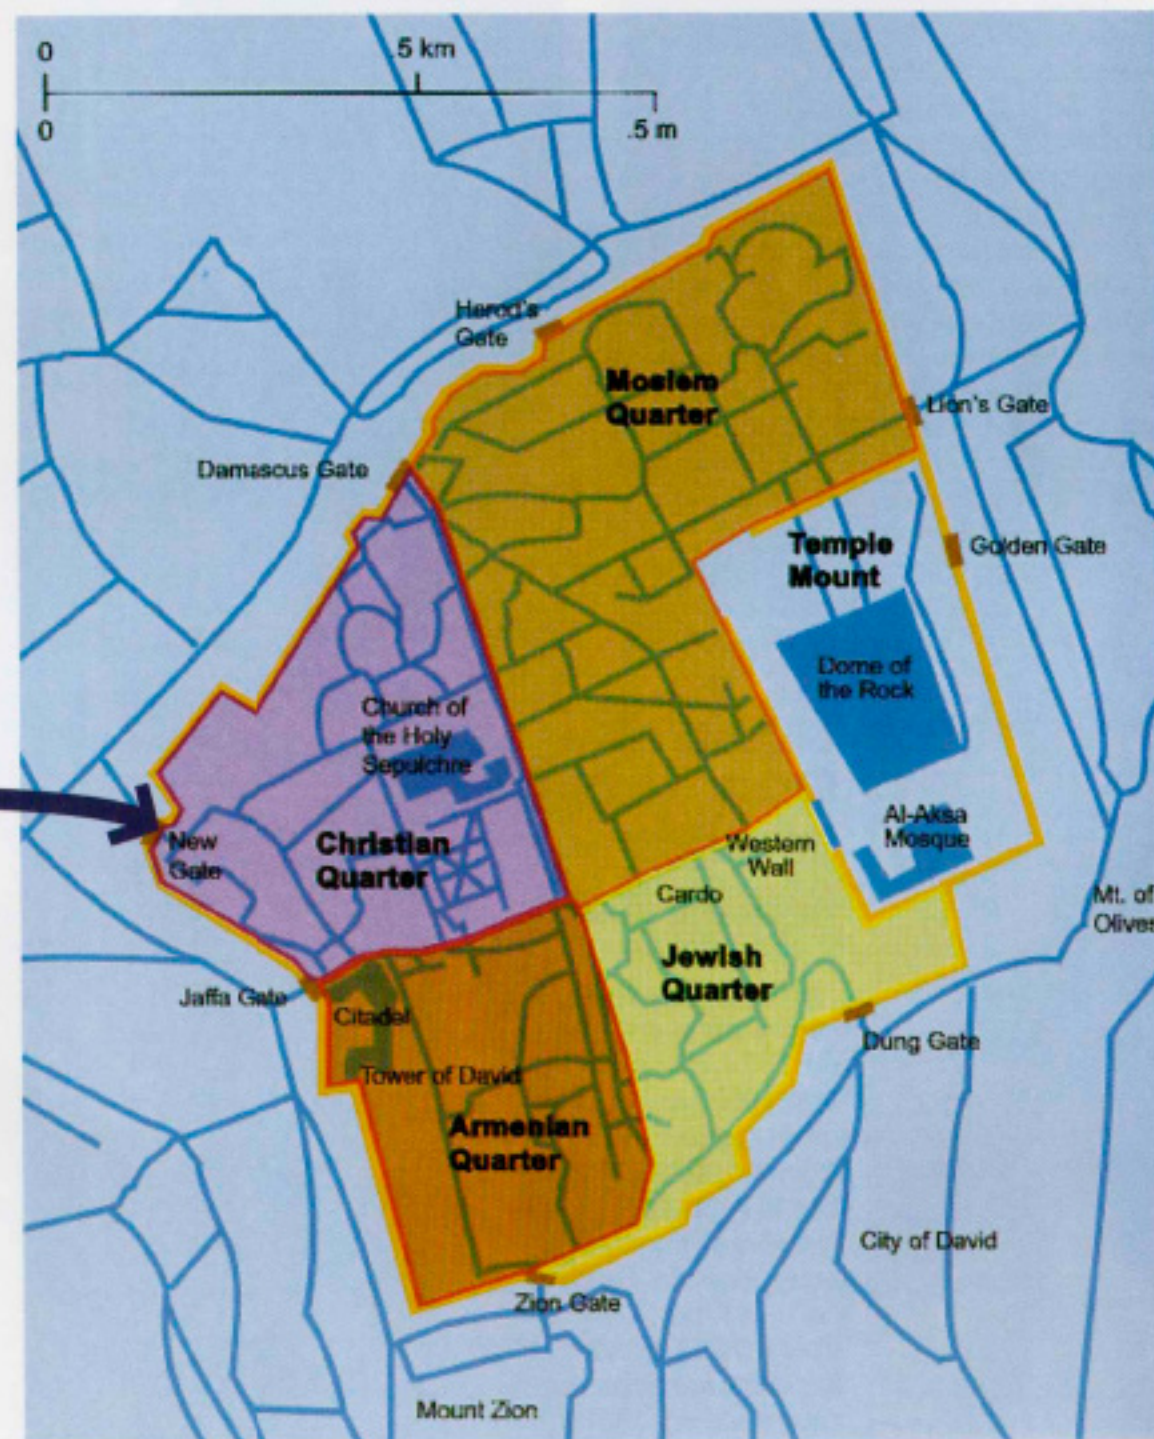 0
.5 km
0
.5 m
Herod's
Gate
Moslem
Quarter
Lion's Gate
Damascus Gate
Temple
Mount
Golden Gate
Dome of
the Rock
Church of
the Holy
Sepulchre
Al-Aksa
Mosque
New
Gate
Christian
Quarter
Western
Wall
Cardo
Mt. of
Olives
Jewish
Quarter
Jaffa Gate
Citadel
Dung Gate
Tower of David
Armenian
Quarter
City of David
Zion Gate
Mount Zion